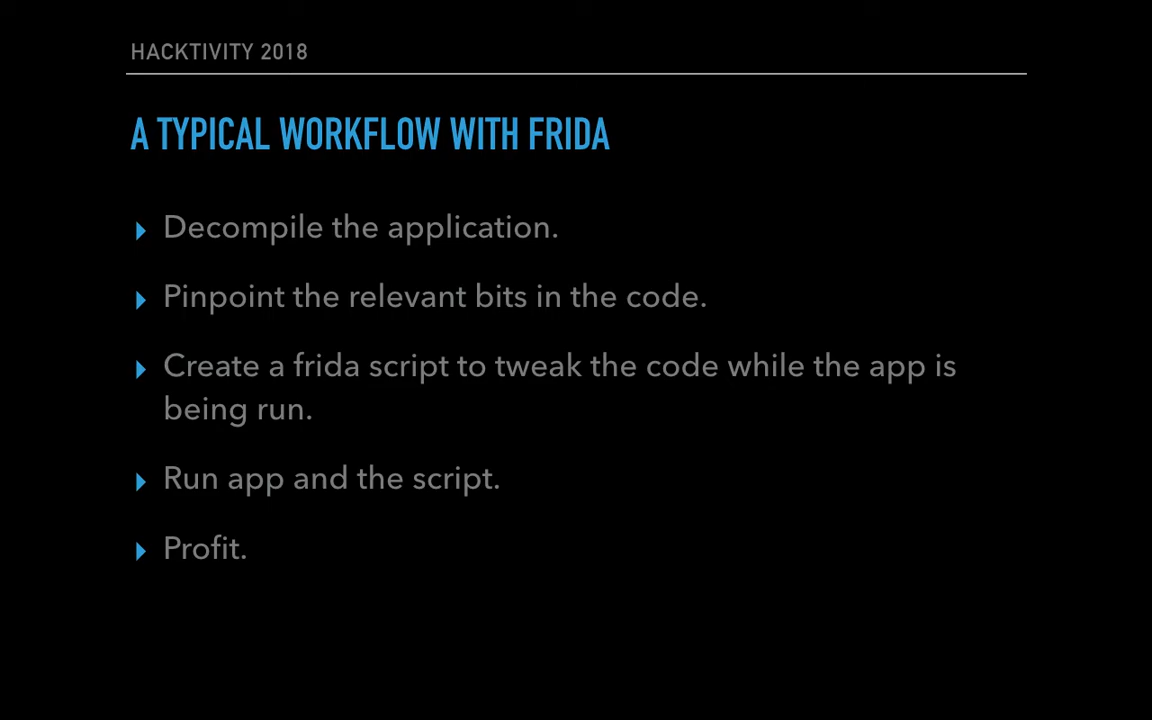 HACKTIVITY 2018
A TYPICAL WORKFLOW WITH FRIDA
Decompile the application.
Pinpoint the relevant bits in the code.
Create a frida script to tweak the code while the app is
being run.
Run app and the script.
Profit.